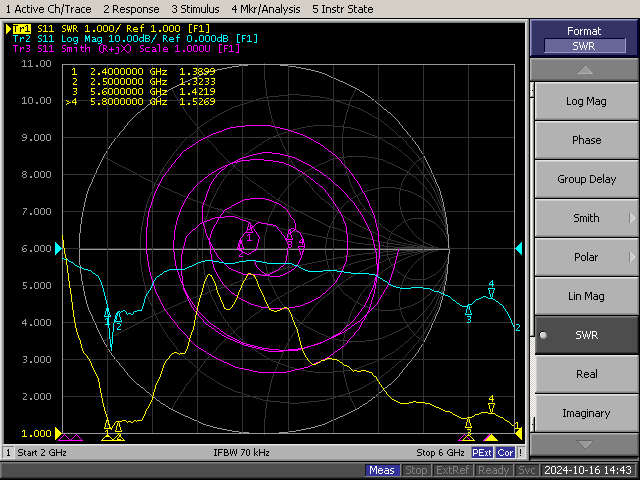 1 Active Ch/Trace 2 Response 3 Stimulus 4 Mkr/Analysis 5 Instr State
Tr1 S11 SWR 1.000/ Ref 1.000 [F1]
Tr2 S11 Log Mag 10.00dB/ Ref 0.000dB [F1]
Tr3 S11 Smith (R+jX) Scale 1.000U [F1]
11.00
10.00
9.000
8.000
7.000
6.000
5.000
4.000
3.000
2.000
1.000
1 2.4000000 GHz 1.3899
2 2.5000000 GHz 1.3233
3 5.6000000 GHz 1.4219
>4 5.8000000 GHz 1.5269
1 Start 2 GHz
IFBW 70 kHz
Stop 6 GHz PExt Cor !
Meas Stop ExtRef Ready Svc 2024-10-16 14:43
Format
SWR
Log Mag
Phase
Group Delay
Smith
Polar
Lin Mag
SWR
Real
Imaginary